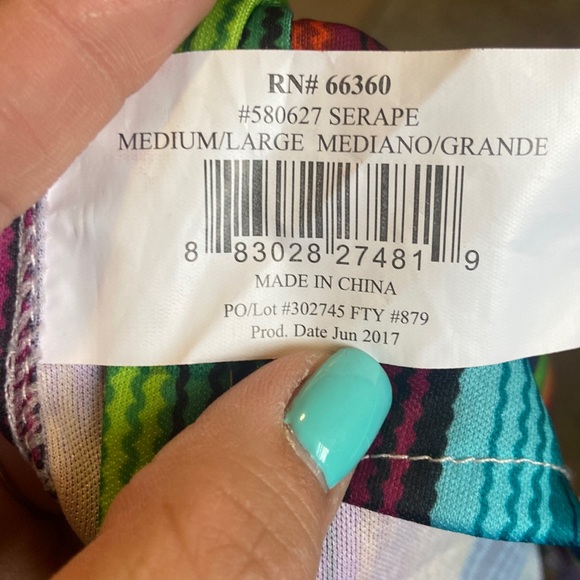 RN# 66360
#580627 SERAPE
MEDIUM/LARGE MEDIANO/GRANDE
8 83028 27481 9
MADE IN CHINA
PO/Lot #302745 FTY #879
Prod. Date Jun 2017